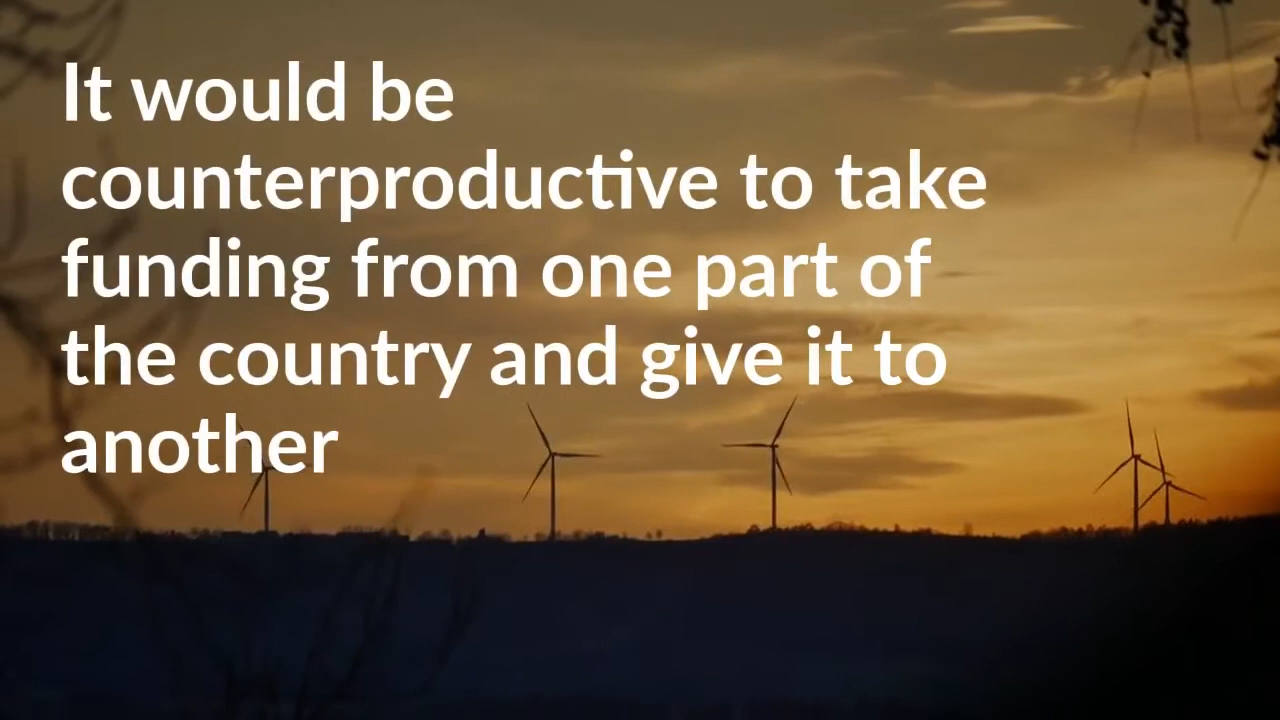 It would be
counterproductive to take
funding from one part of
the country and give it to
another